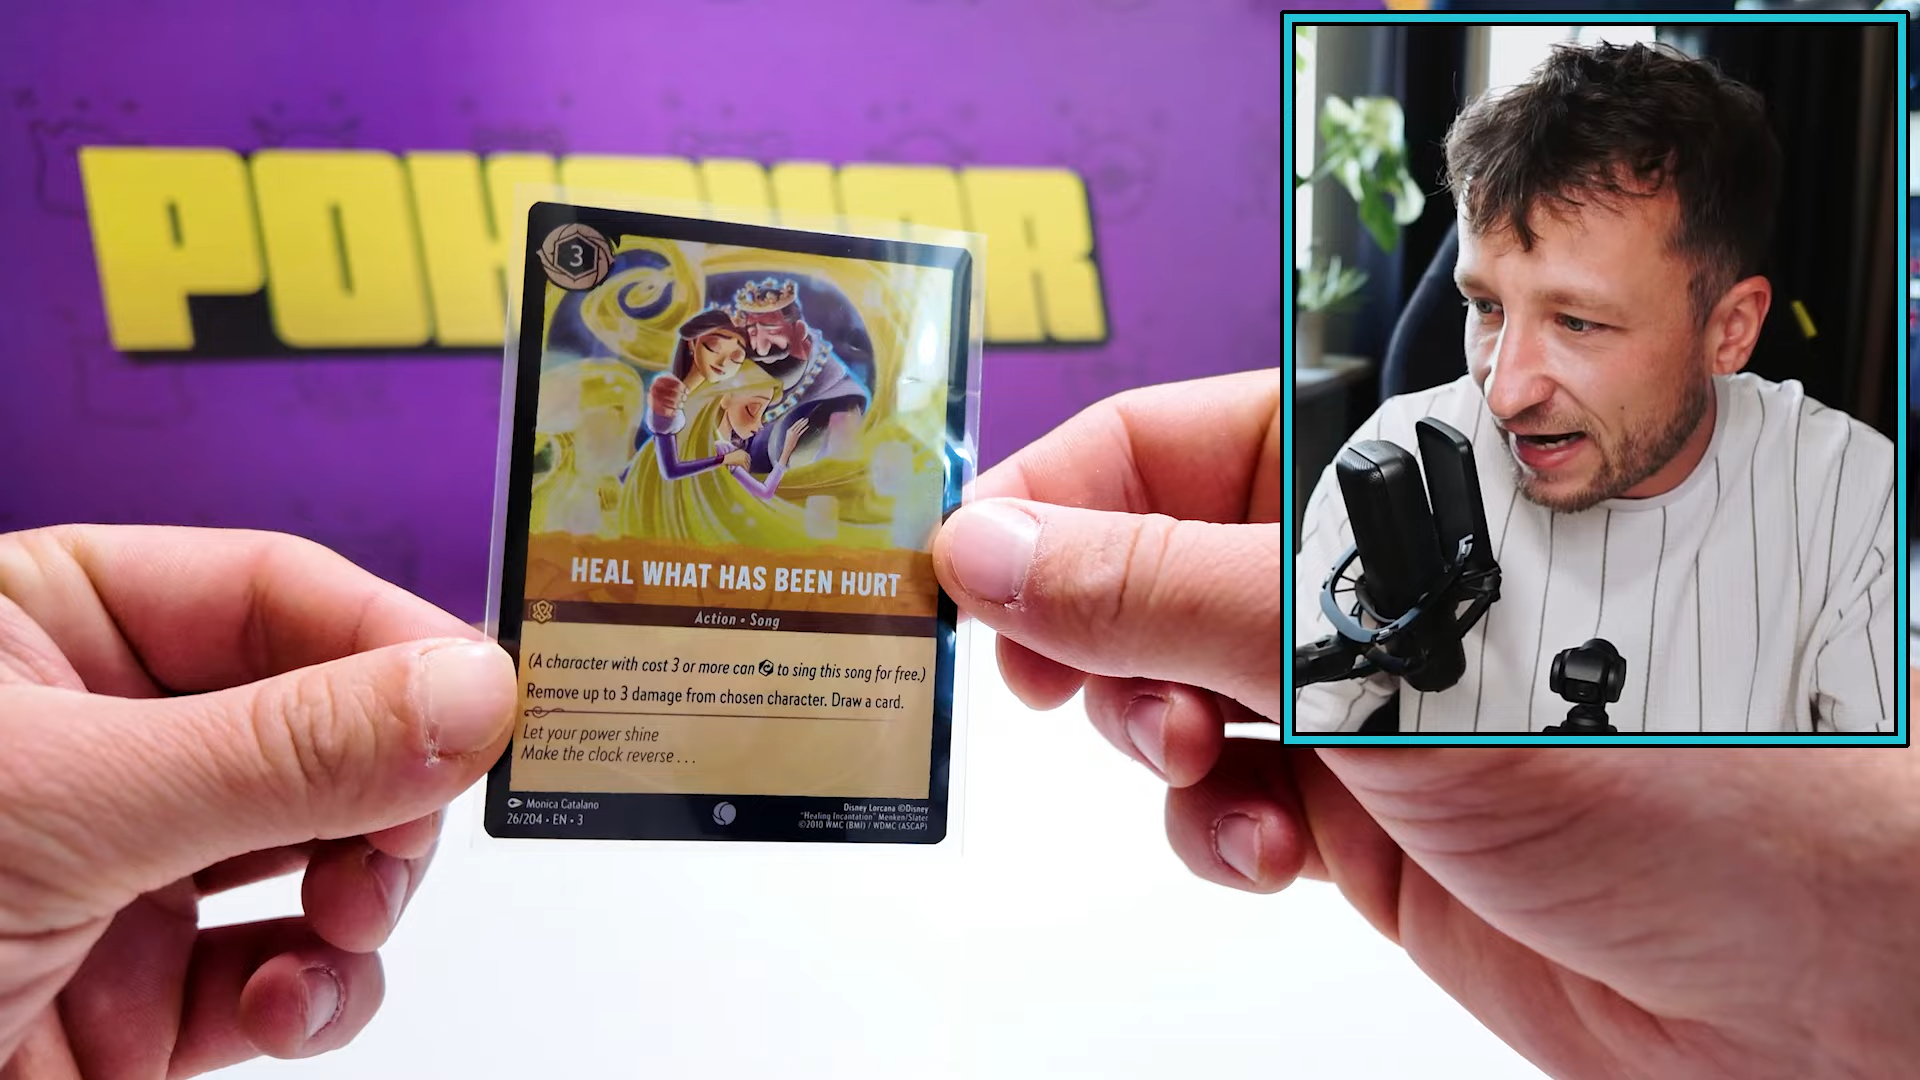 3
HEAL WHAT HAS BEEN HURT
Action • Song
(A character with cost 3 or more can to sing this song for free.)
Remove up to 3 damage from chosen character. Draw a card.
Let your power shine
Make the clock reverse . . .
Monica Catalano
26/204 • EN • 3
Disney Lorcana ©Disney
"Healing Incantation" Menken/Slater
©2010 WMC (BMI) / WDMC (ASCAP)